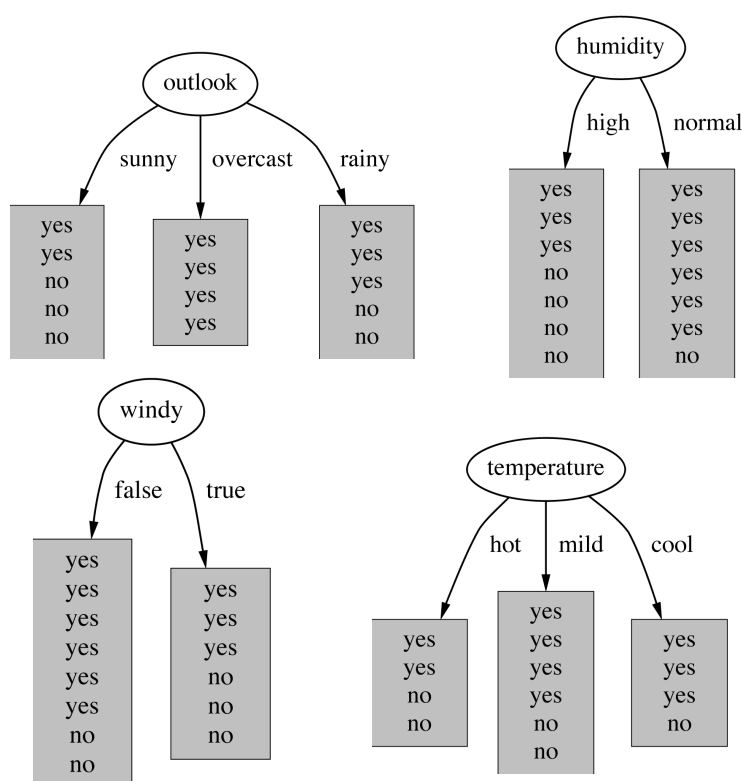 outlook
sunny overcast rainy
yes
yes
no
no
no
yes
yes
yes
yes
yes
yes
yes
no
no
humidity
high normal
yes
yes
yes
no
no
no
no
yes
yes
yes
yes
yes
yes
no
windy
false true
yes
yes
yes
yes
yes
yes
no
no
yes
yes
yes
no
no
no
temperature
hot mild cool
yes
yes
no
no
yes
yes
yes
yes
no
no
yes
yes
yes
no